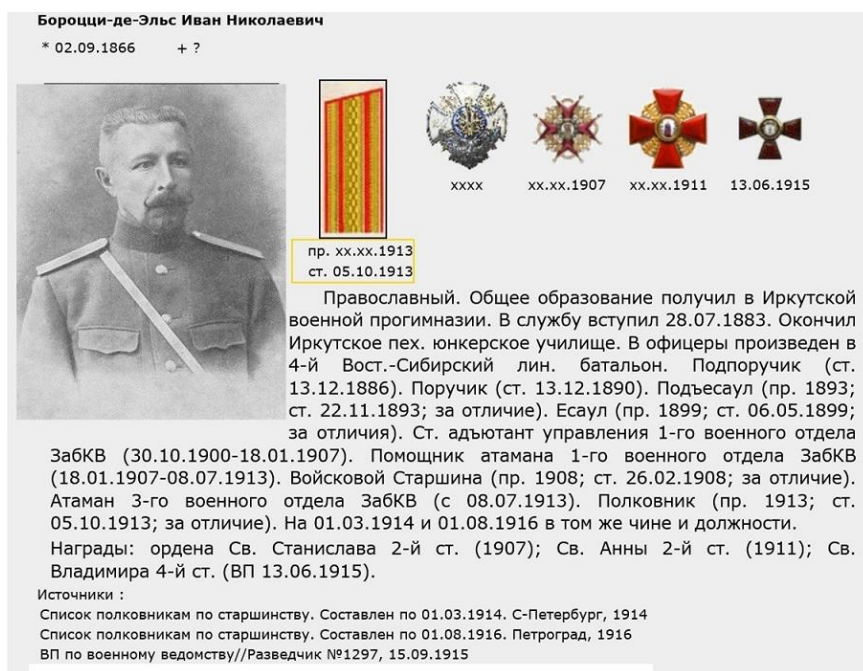 Бороцци-де-Эльс Иван Николаевич
* 02.09.1866 + ?
xxxx xx.xx.1907 xx.xx.1911 13.06.1915
пр. xx.xx.1913
ст. 05.10.1913
Православный. Общее образование получил в Иркутской
военной прогимназии. В службу вступил 28.07.1883. Окончил
Иркутское пех. юнкерское училище. В офицеры произведен в
4-й Вост.-Сибирский лин. батальон. Подпоручик (ст.
13.12.1886). Поручик (ст. 13.12.1890). Подъесаул (пр. 1893;
ст. 22.11.1893; за отличие). Есаул (пр. 1899; ст. 06.05.1899;
за отличия). Ст. адъютант управления 1-го военного отдела
ЗабКВ (30.10.1900-18.01.1907). Помощник атамана 1-го военного отдела ЗабКВ
(18.01.1907-08.07.1913). Войсковой Старшина (пр. 1908; ст. 26.02.1908; за отличие).
Атаман 3-го военного отдела ЗабКВ (с 08.07.1913). Полковник (пр. 1913; ст.
05.10.1913; за отличие). На 01.03.1914 и 01.08.1916 в том же чине и должности.
Награды: ордена Св. Станислава 2-й ст. (1907); Св. Анны 2-й ст. (1911); Св.
Владимира 4-й ст. (ВП 13.06.1915).
Источники :
Список полковникам по старшинству. Составлен по 01.03.1914. С-Петербург, 1914
Список полковникам по старшинству. Составлен по 01.08.1916. Петроград, 1916
ВП по военному ведомству//Разведчик №1297, 15.09.1915